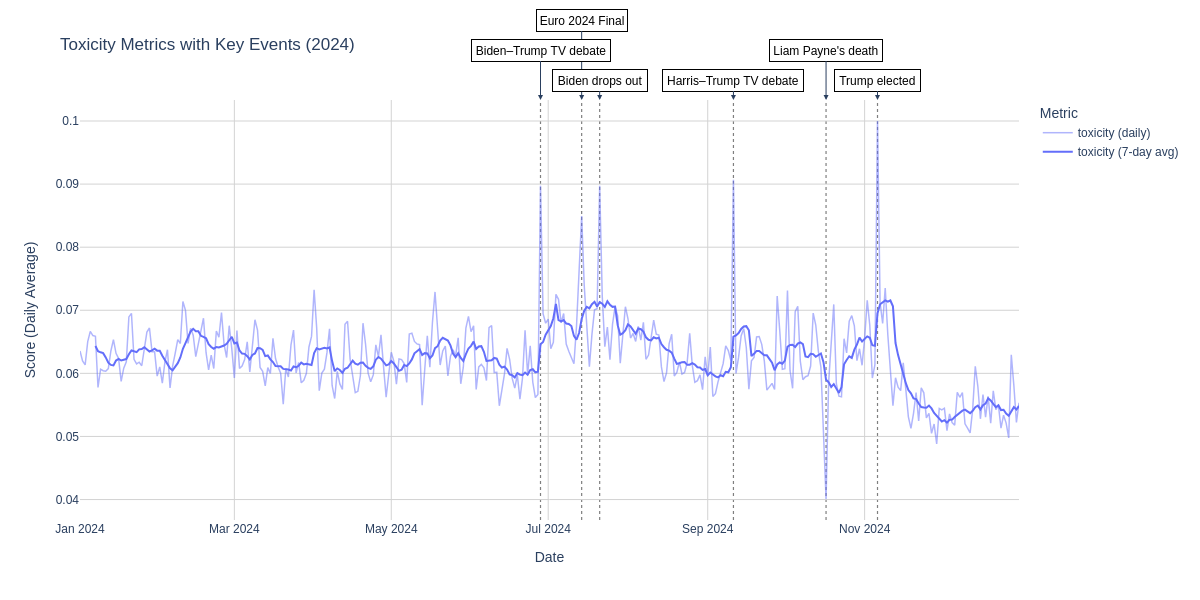 Euro 2024 Final
Toxicity Metrics with Key Events (2024)
Biden–Trump TV debate
Liam Payne's death
Biden drops out
Harris–Trump TV debate
Trump elected
Metric
toxicity (daily)
toxicity (7-day avg)
Score (Daily Average)
0.1
0.09
0.08
0.07
0.06
0.05
0.04
Jan 2024
Mar 2024
May 2024
Jul 2024
Sep 2024
Nov 2024
Date